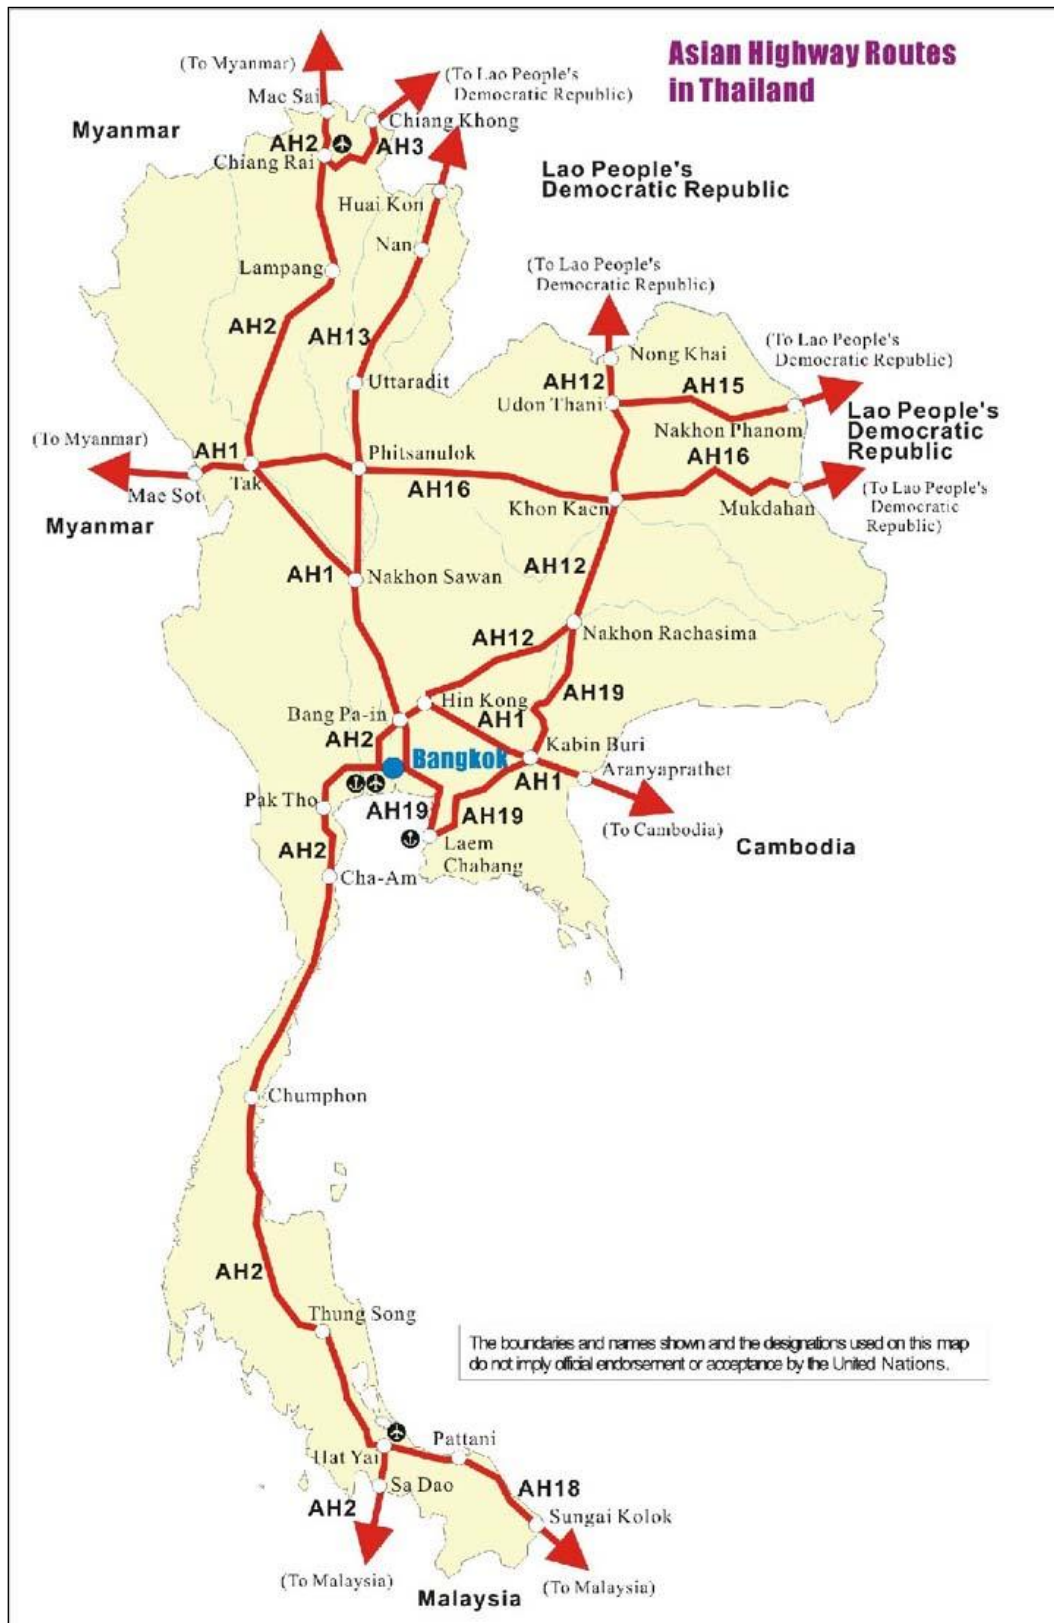 Asian Highway Routes
in Thailand
(To Myanmar)
(To Lao People's
Democratic Republic)
Mae Sai
Chiang Khong
Myanmar
AH2
AH3
Chiang Rai
Lao People's
Democratic Republic
Huai Kon
Nan
Lampang
(To Lao People's
Democratic Republic)
AH2
AH13
Nong Khai
(To Lao People's
Democratic Republic)
Uttaradit
AH12
AH15
Udon Thani
Nakhon Phanom
Lao People's
Democratic
Republic
(To Myanmar)
AH1
Phitsanulok
AH16
AH16
Mae Sot
Tak
Khon Kaen
Mukdahan
(To Lao People's
Democratic
Republic)
Myanmar
AH1
Nakhon Sawan
AH12
AH12
Nakhon Rachasima
AH19
Hin Kong
Bang Pa-in
AH1
AH2
Bangkok
Kabin Buri
Aranyaprathet
AH1
Pak Tho
AH19
AH19
(To Cambodia)
Cambodia
AH2
Laem
Chabang
Cha-Am
Chumphon
AH2
Thung Song
The boundaries and names shown and the designations used on this map
do not imply official endorsement or acceptance by the United Nations.
Pattani
Hat Yai
Sa Dao
AH18
AH2
Sungai Kolok
(To Malaysia)
Malaysia
(To Malaysia)